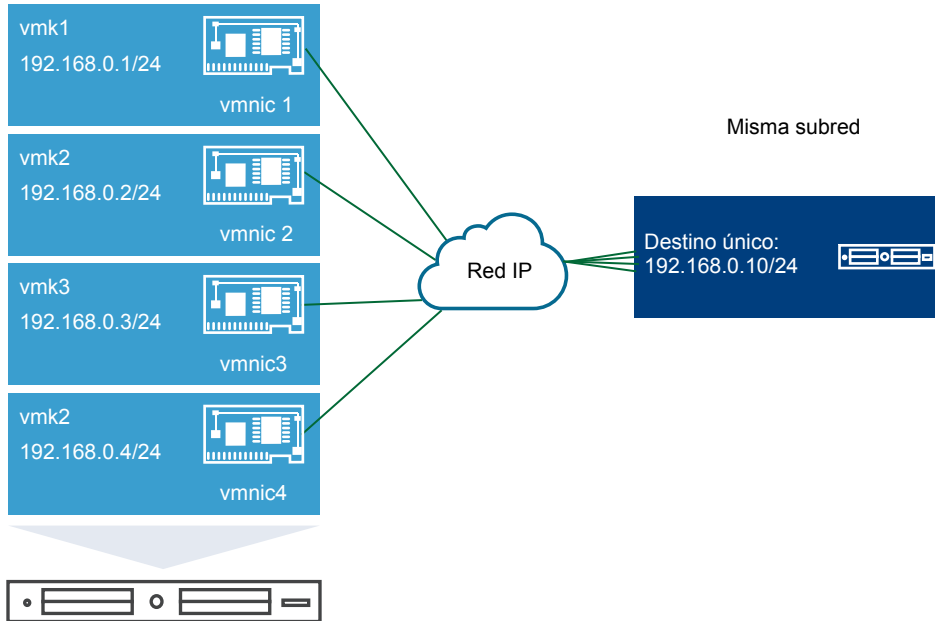 vmk1
192.168.0.1/24
vmnic 1
vmk2
192.168.0.2/24
vmnic 2
vmk3
192.168.0.3/24
vmnic3
vmk2
192.168.0.4/24
vmnic4
Red IP
Misma subred
Destino único:
192.168.0.10/24